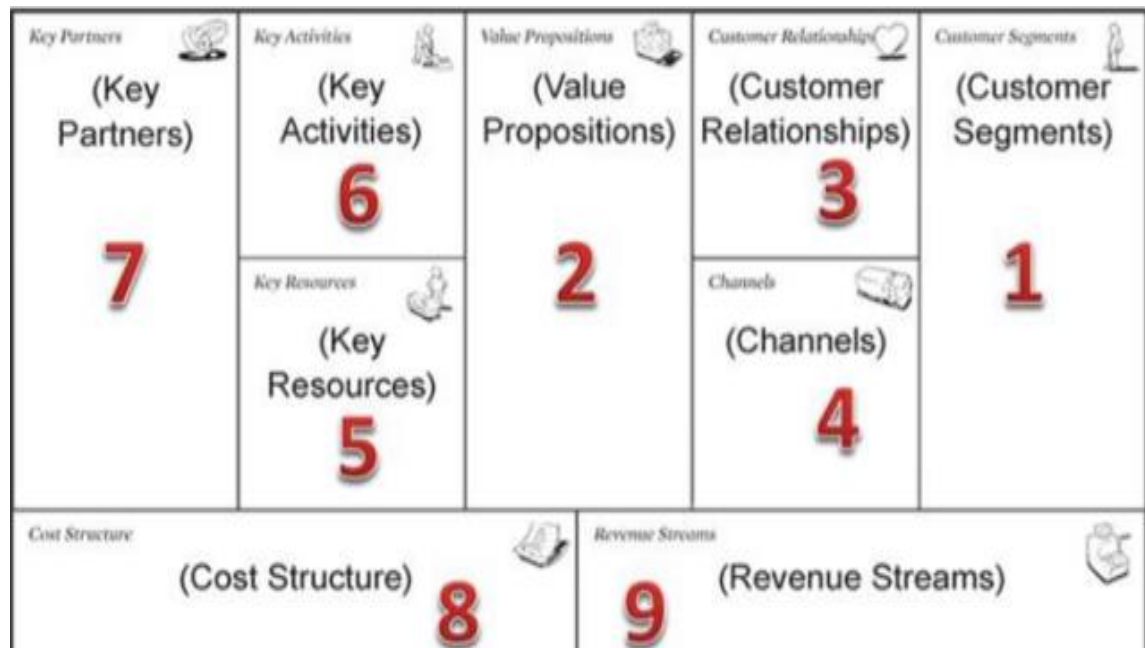 Key Partners
(Key
Partners)
7
Key Activities
(Key
Activities)
6
Key Resources
(Key
Resources)
5
Value Propositions
(Value
Propositions)
2
Customer Relationships
(Customer
Relationships)
3
Channels
(Channels)
4
Customer Segments
(Customer
Segments)
1
Cost Structure
(Cost Structure)
8
Revenue Streams
(Revenue Streams)
9